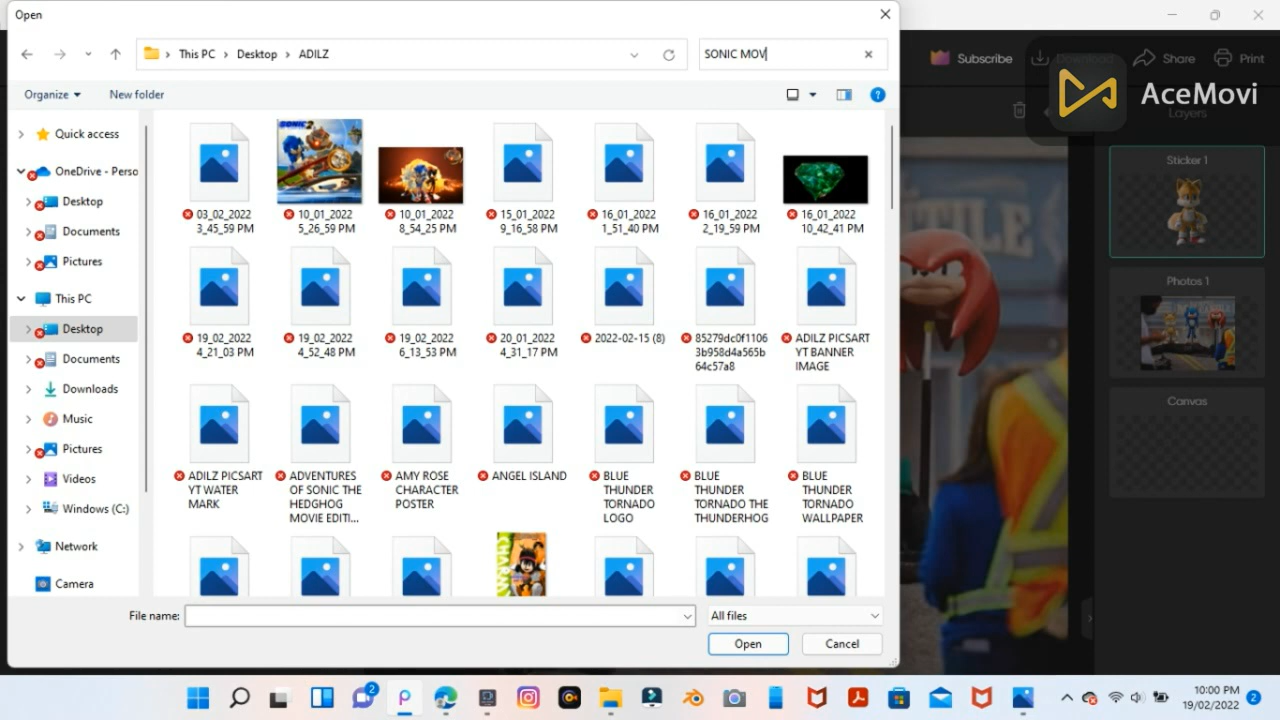 Open
This PC
Desktop
ADILZ
SONIC MOV
Subscribe
Download
Share
Print
AceMovi
Organize
New folder
Layers
Quick access
OneDrive - Perso
Desktop
Documents
Pictures
This PC
Desktop
Documents
Downloads
Music
Pictures
Videos
Windows (C:)
Network
Camera
03_02_2022
3_45_59 PM
10_01_2022
5_26_59 PM
10_01_2022
8_54_25 PM
15_01_2022
9_16_58 PM
16_01_2022
1_51_40 PM
16_01_2022
2_19_59 PM
16_01_2022
10_42_41 PM
19_02_2022
4_21_03 PM
19_02_2022
4_52_48 PM
19_02_2022
6_13_53 PM
20_01_2022
4_31_17 PM
2022-02-15 (8)
85279dc0f1106
3b958d4a565b
64c57a8
ADILZ PICSART
YT BANNER
IMAGE
ADILZ PICSART
YT WATER
MARK
ADVENTURES
OF SONIC THE
HEDGHOG
MOVIE EDITI...
AMY ROSE
CHARACTER
POSTER
ANGEL ISLAND
BLUE
THUNDER
TORNADO
LOGO
BLUE
THUNDER
TORNADO THE
THUNDERHOG
BLUE
THUNDER
TORNADO
WALLPAPER
File name:
All files
Open
Cancel
Sticker 1
Photos 1
Canvas
2
10:00 PM
19/02/2022
2